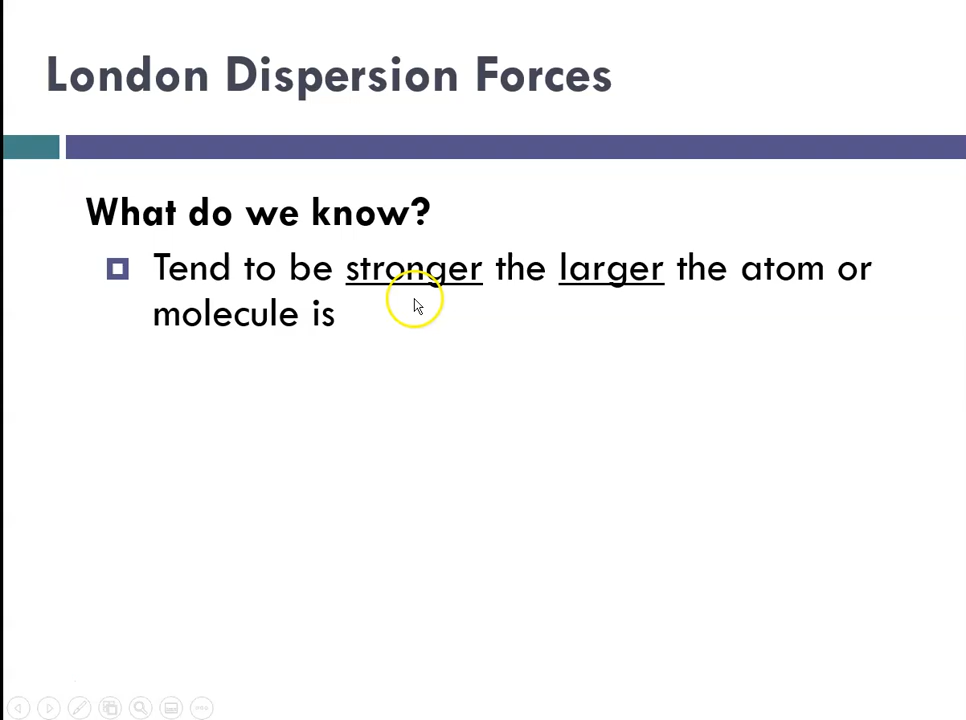 London Dispersion Forces
What do we know?
Tend to be stronger the larger the atom or
molecule is